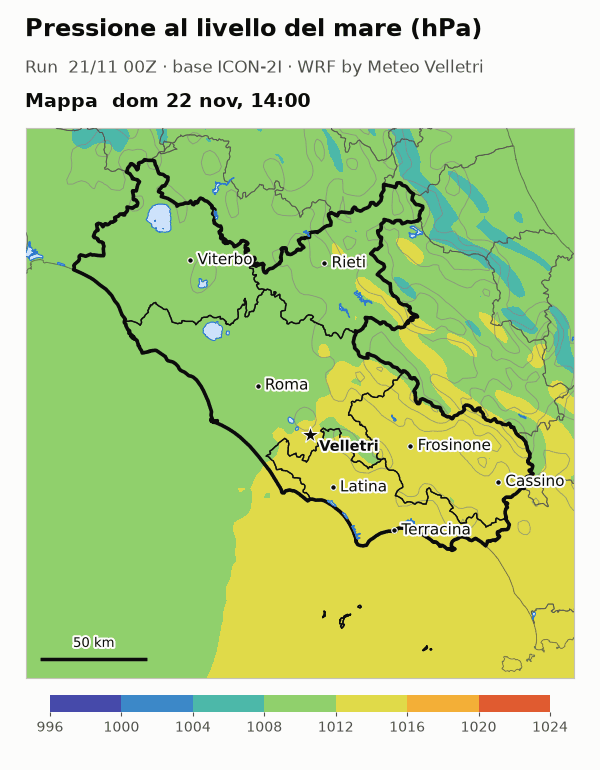 Pressione al livello del mare (hPa)
Run  21/11 00Z · base ICON-2I · WRF by Meteo Velletri
Mappa  dom 22 nov, 14:00
Viterbo
Rieti
Roma
Velletri
Frosinone
Latina
Cassino
Terracina
50 km
996 1000 1004 1008 1012 1016 1020 1024